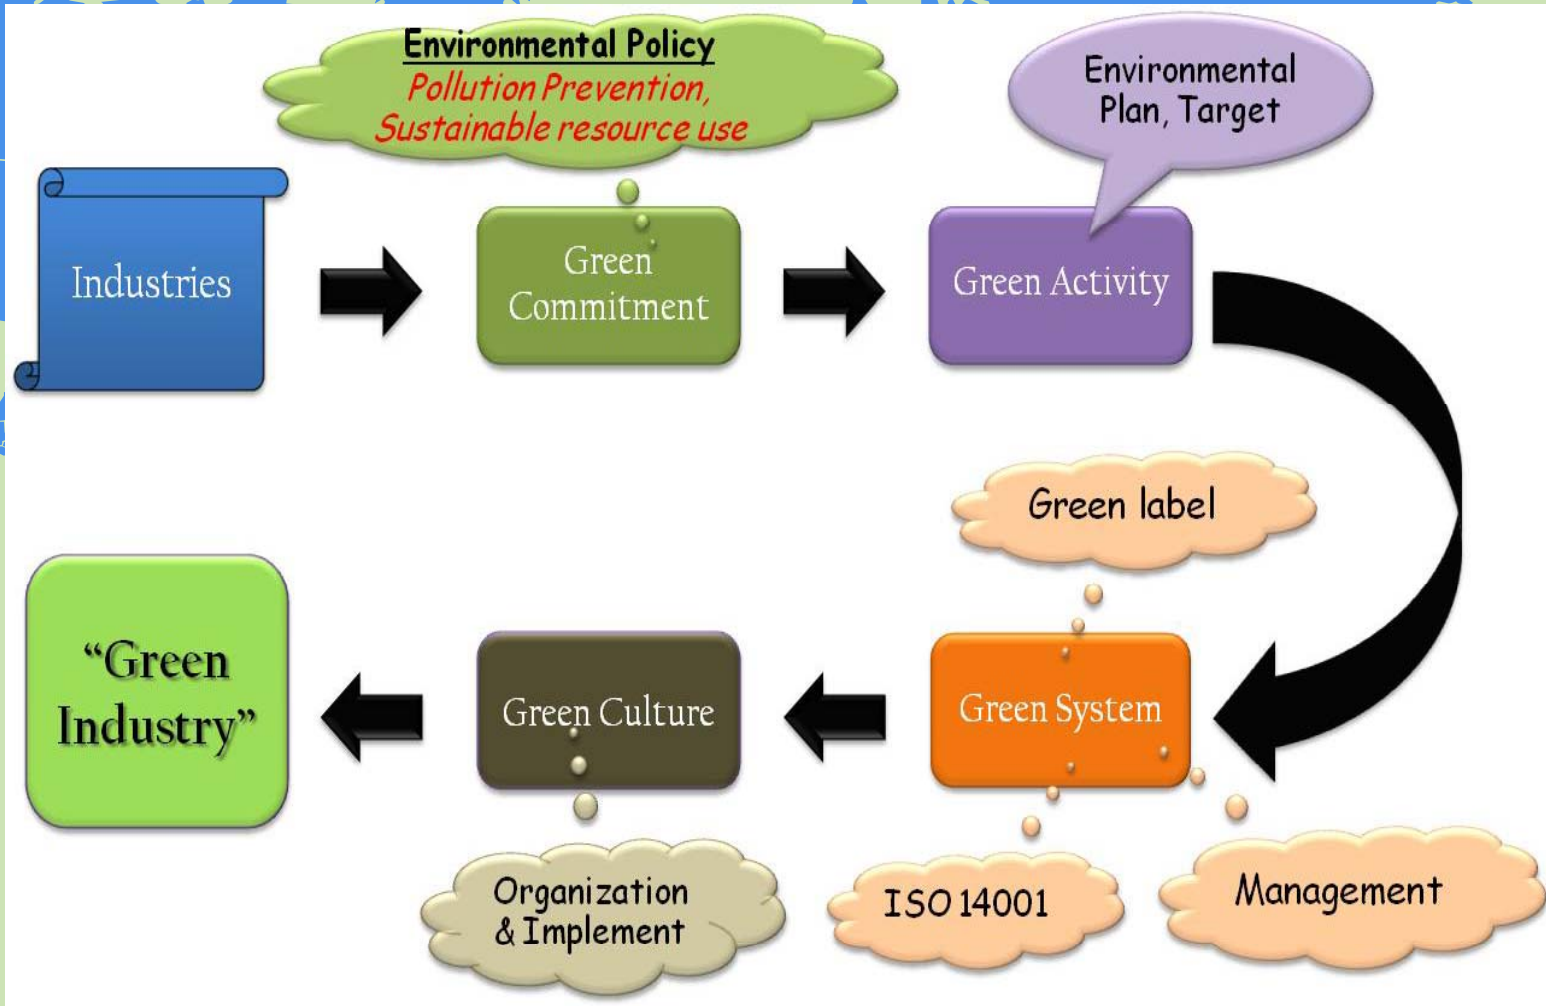 Environmental Policy
Pollution Prevention,
Sustainable resource use
Environmental
Plan, Target
Industries
Green
Commitment
Green Activity
Green label
“Green
Industry”
Green Culture
Green System
Organization
& Implement
ISO 14001
Management